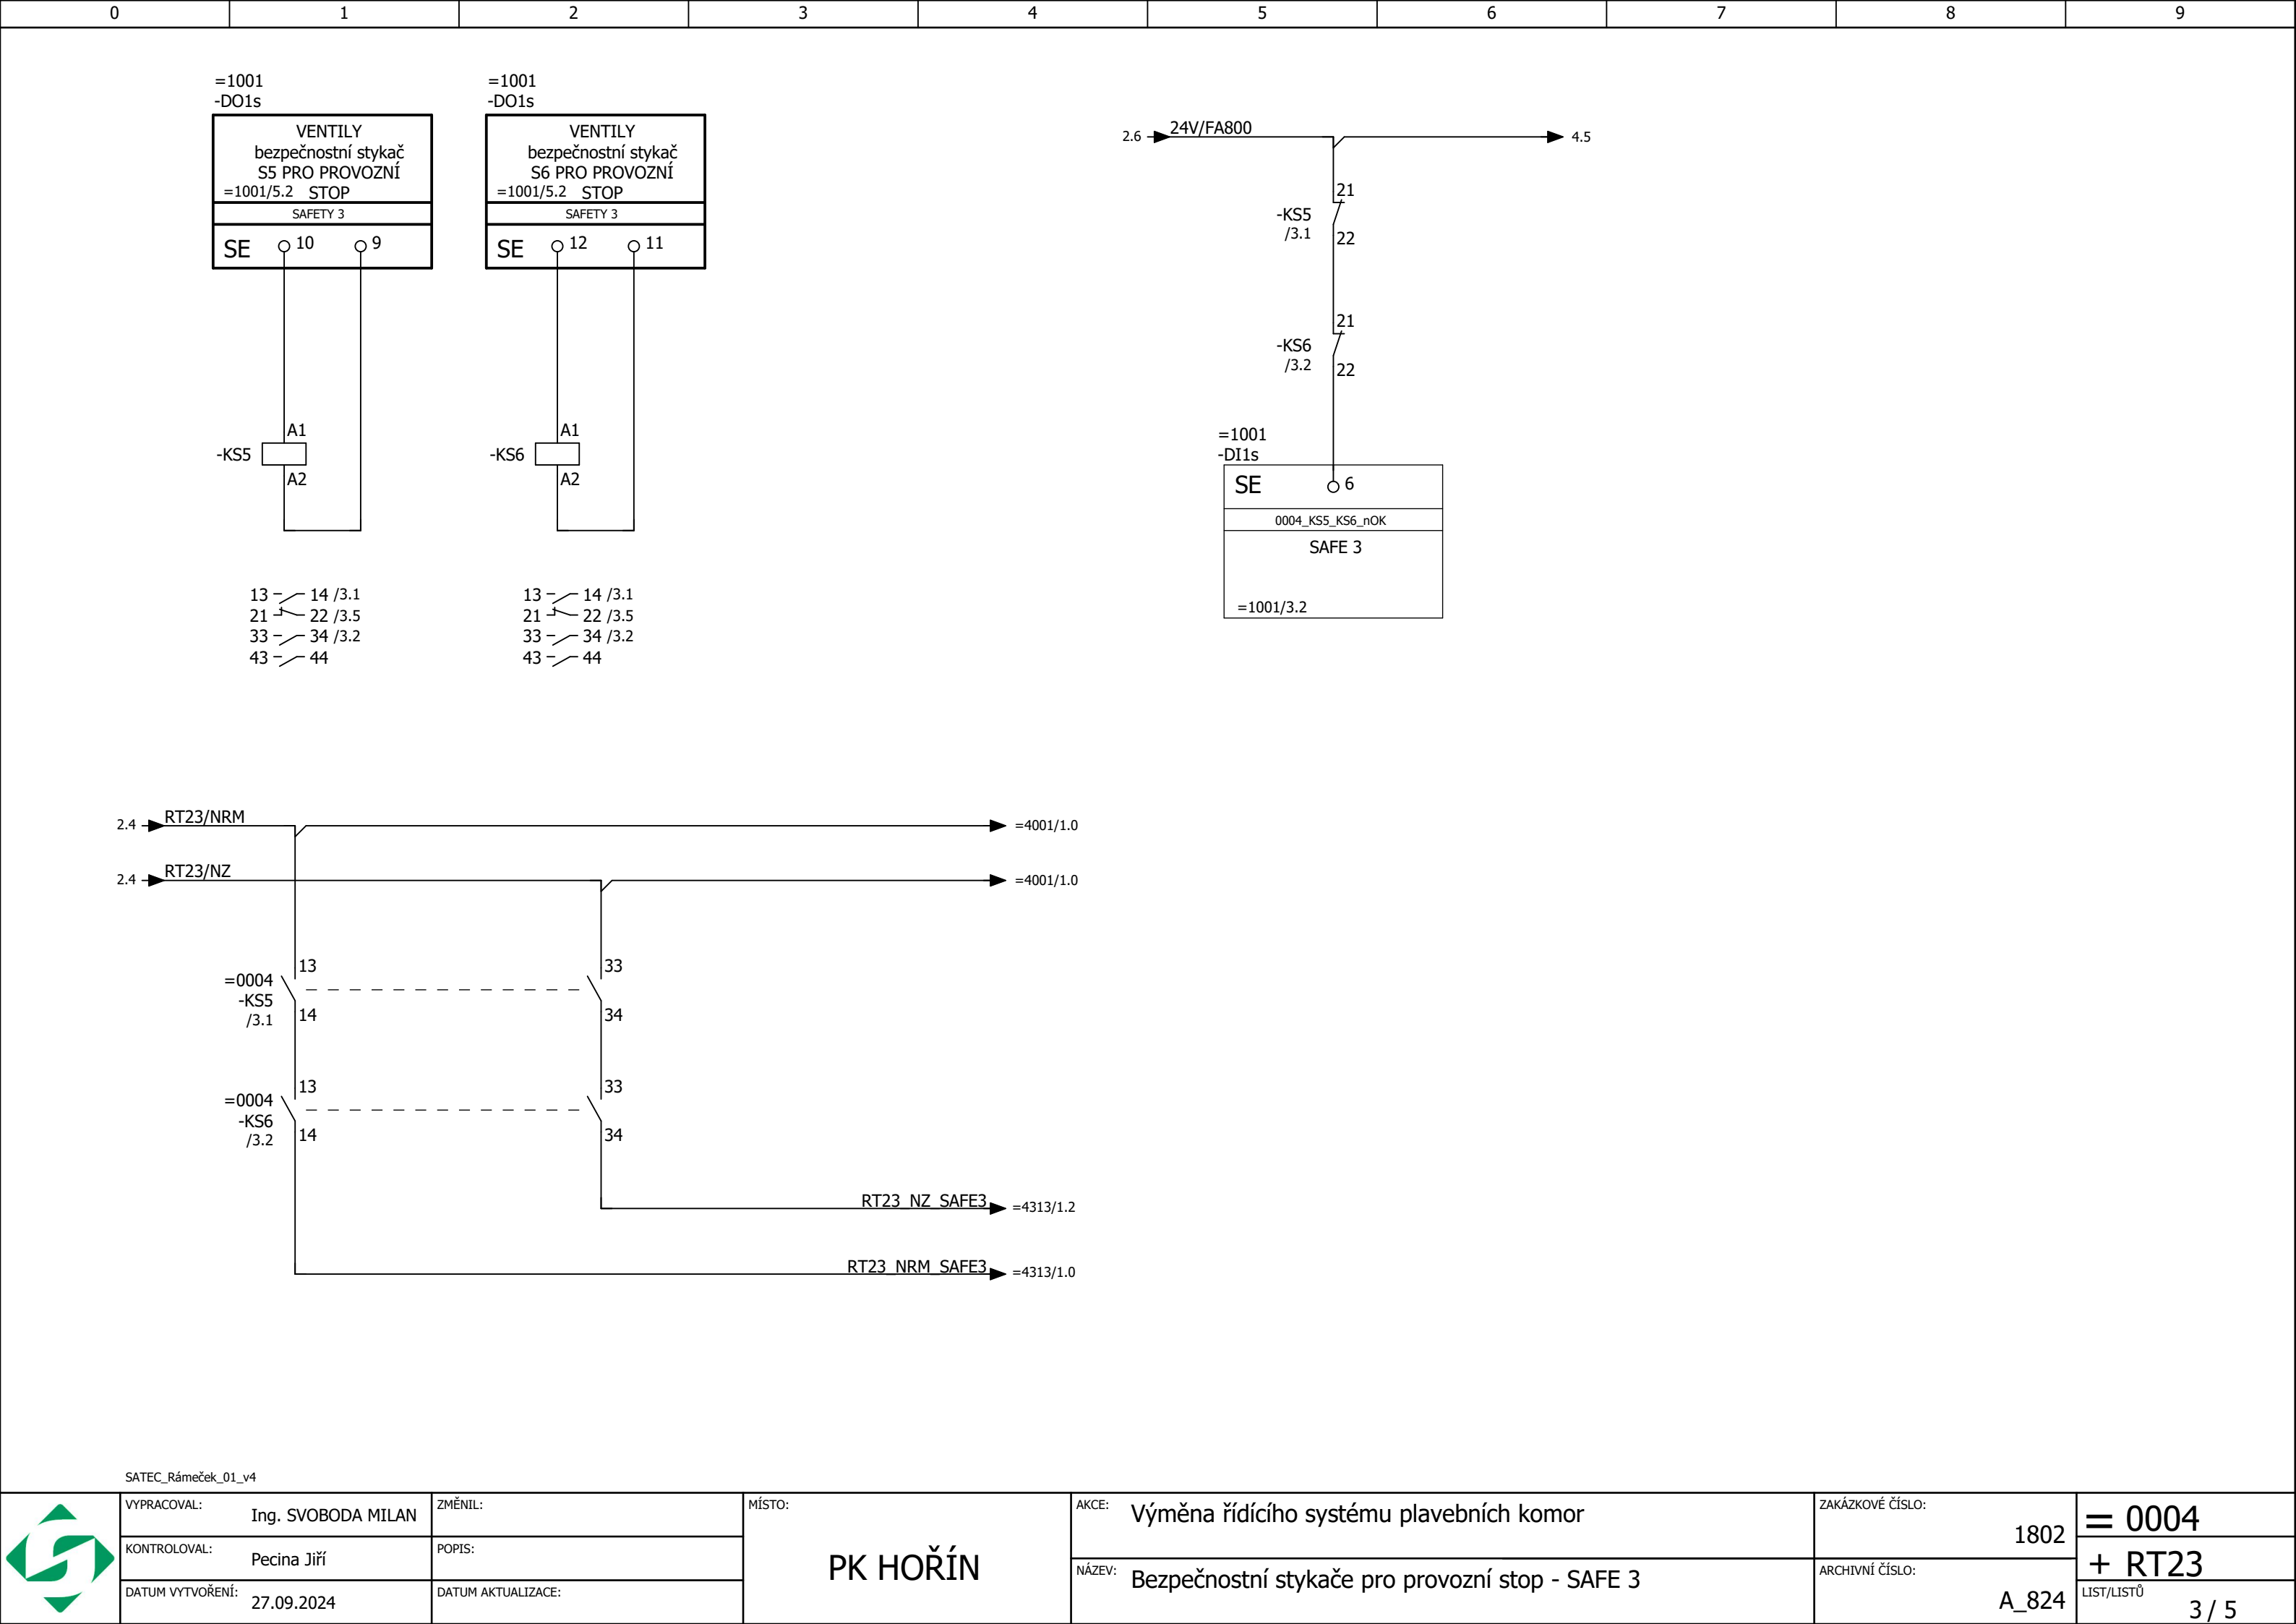 0 1 2 3 4 5 6 7 8 9
=1001
-DO1s
VENTILY
bezpečnostní stykač
S5 PRO PROVOZNÍ
=1001/5.2 STOP
SAFETY 3
SE 10 9
A1
-KS5
A2
13 14 /3.1
21 22 /3.5
33 34 /3.2
43 44
=1001
-DO1s
VENTILY
bezpečnostní stykač
S6 PRO PROVOZNÍ
=1001/5.2 STOP
SAFETY 3
SE 12 11
A1
-KS6
A2
13 14 /3.1
21 22 /3.5
33 34 /3.2
43 44
2.6 24V/FA800 4.5
21
-KS5
/3.1
22
21
-KS6
/3.2
22
=1001
-DI1s
SE 6
0004_KS5_KS6_nOK
SAFE 3
=1001/3.2
2.4 RT23/NRM =4001/1.0
2.4 RT23/NZ =4001/1.0
13 33
=0004
-KS5
/3.1
14 34
13 33
=0004
-KS6
/3.2
14 34
RT23_NZ_SAFE3 =4313/1.2
RT23_NRM_SAFE3 =4313/1.0
SATEC_Rámeček_01_v4
VYPRACOVAL: Ing. SVOBODA MILAN
KONTROLOVAL: Pecina Jiří
DATUM VYTVOŘENÍ: 27.09.2024
ZMĚNIL:
POPIS:
DATUM AKTUALIZACE:
MÍSTO:
PK HOŘÍN
AKCE: Výměna řídícího systému plavebních komor
NÁZEV: Bezpečnostní stykače pro provozní stop - SAFE 3
ZAKÁZKOVÉ ČÍSLO:
1802
ARCHIVNÍ ČÍSLO:
A_824
= 0004
+ RT23
LIST/LISTŮ
3 / 5